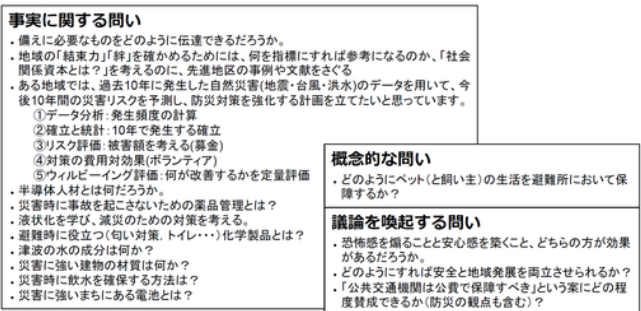 事実に関する問い
・備えに必要なものをどのように伝達できるだろうか。
・地域の「結束力」「絆」を確かめるためには、何を指標にすれば参考になるのか、「社会
関係資本とは？」を考えるのに、先進地区の事例や文献をさぐる
・ある地域では、過去10年に発生した自然災害(地震・台風・洪水)のデータを用いて、今
後10年間の災害リスクを予測し、防災対策を強化する計画を立てたいと思っています。
①データ分析：発生頻度の計算
②確立と統計：10年で発生する確立
③リスク評価：被害額を考える(募金)
④対策の費用対効果(ボランティア)
⑤ウィルビーイング評価：何が改善するかを定量評価
・半導体人材とは何だろうか。
・災害時に事故を起こさないための薬品管理とは？
・液状化を学び、減災のための対策を考える。
・避難時に役立つ(匂い対策，トイレ・・・)化学製品とは？
・津波の水の成分は何か？
・災害に強い建物の材質は何か？
・災害時に飲水を確保する方法は？
・災害に強いまちにある電池とは？
概念的な問い
・どのようにペット（と飼い主）の生活を避難所において保
障するか？
議論を喚起する問い
・恐怖感を煽ることと安心感を築くこと、どちらの方が効果
があるだろうか。
・どのようにすれば安全と地域発展を両立させられるか？
・「公共交通機関は公費で保障すべき」という案にどの程
度賛成できるか（防災の観点も含む）？